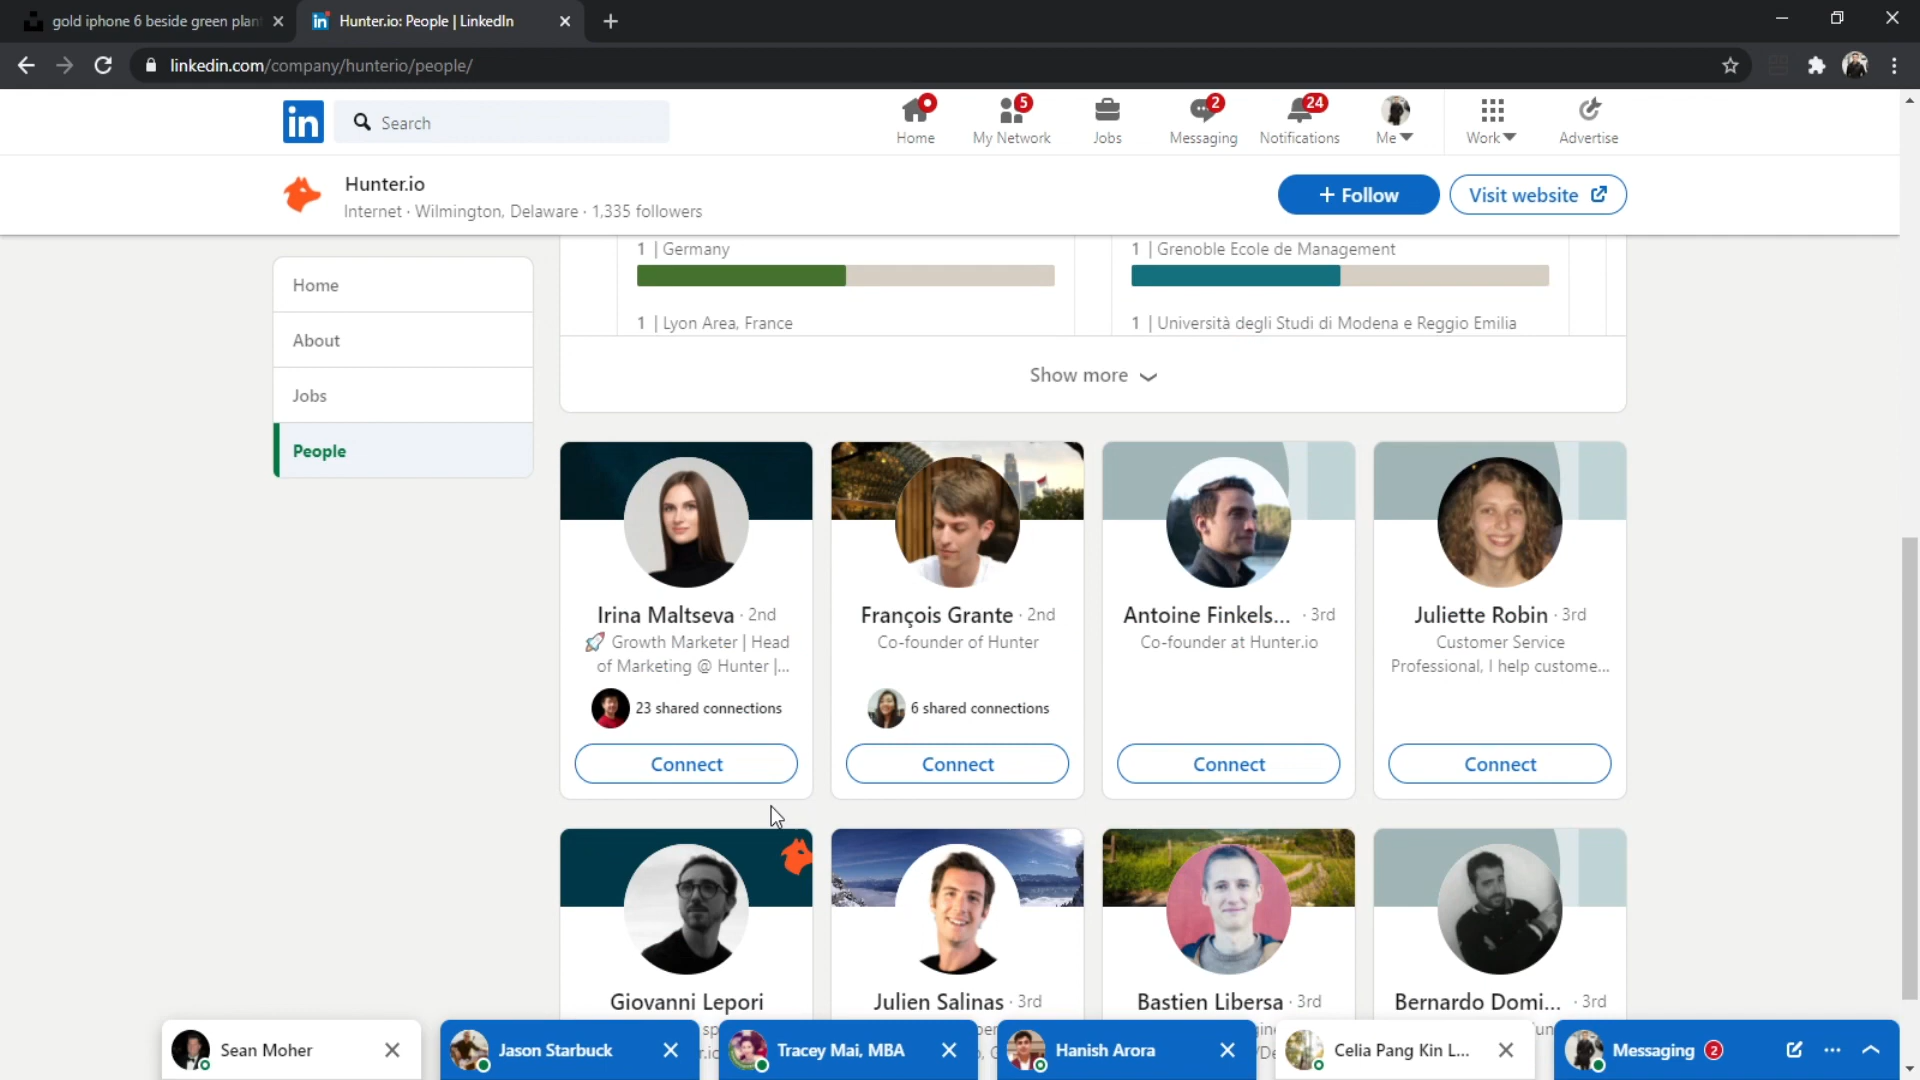 gold iphone 6 beside green plan
Hunter.io: People | LinkedIn
linkedin.com/company/hunterio/people/
in
Search
Home
5
My Network
Jobs
2
Messaging
24
Notifications
Me
Work
Advertise
Hunter.io
Internet · Wilmington, Delaware · 1,335 followers
+ Follow
Visit website
Home
About
Jobs
People
1 | Germany
1 | Lyon Area, France
1 | Grenoble Ecole de Management
1 | Università degli Studi di Modena e Reggio Emilia
Show more
Irina Maltseva · 2nd
🚀 Growth Marketer | Head
of Marketing @ Hunter |...
23 shared connections
Connect
François Grante · 2nd
Co-founder of Hunter
6 shared connections
Connect
Antoine Finkels... · 3rd
Co-founder at Hunter.io
Connect
Juliette Robin · 3rd
Customer Service
Professional, I help custome...
Connect
Giovanni Lepori
Julien Salinas · 3rd
Bastien Libersa · 3rd
Bernardo Domi... · 3rd
Sean Moher
Jason Starbuck
Tracey Mai, MBA
Hanish Arora
Celia Pang Kin L...
Messaging 2